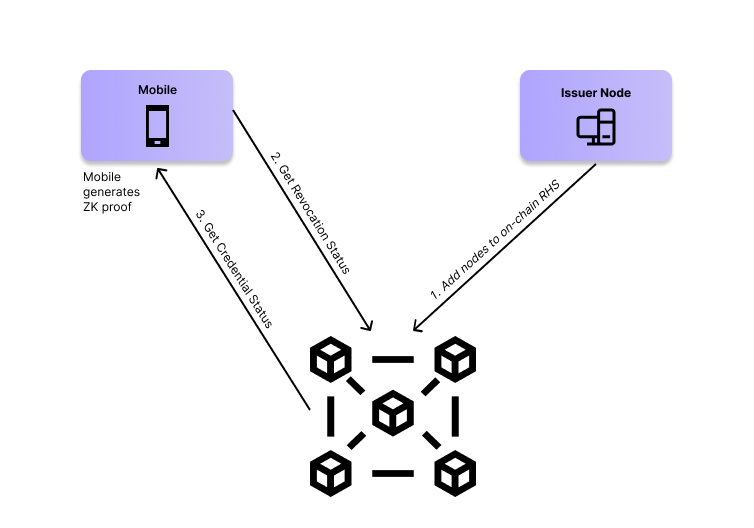 Mobile
Issuer Node
Mobile
generates
ZK proof
2. Get Revocation Status
3. Get Credential Status
1. Add nodes to on-chain RHS